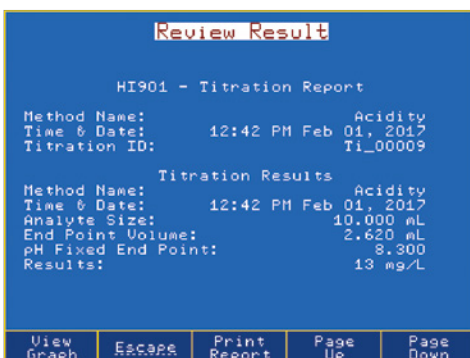 Review Result
HI901 - Titration Report
Method Name: Acidity
Time & Date: 12:42 PM Feb 01, 2017
Titration ID: Ti_00009
Titration Results
Method Name: Acidity
Time & Date: 12:42 PM Feb 01, 2017
Analyte Size: 10.000 mL
End Point Volume: 2.620 mL
pH Fixed End Point: 8.300
Results: 13 mg/L
View Graph
Escape
Print Report
Page Up
Page Down